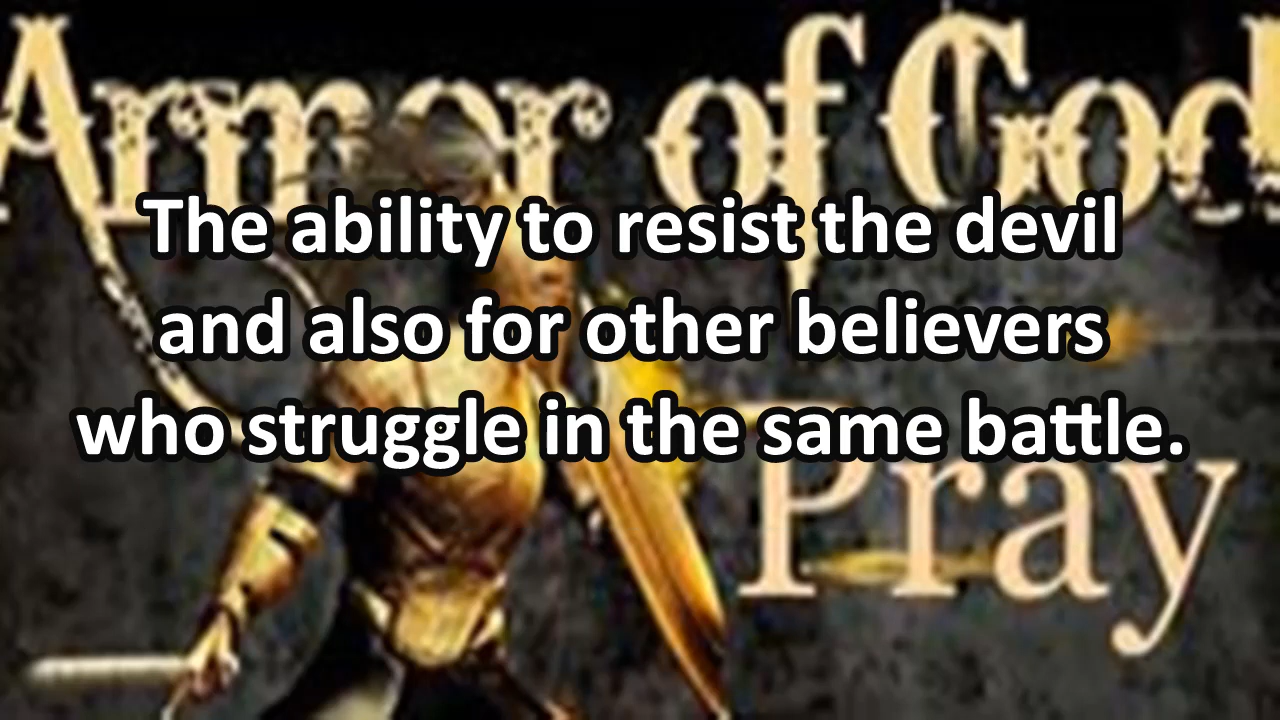 Armor of God
The ability to resist the devil
and also for other believers
who struggle in the same battle.
Pray